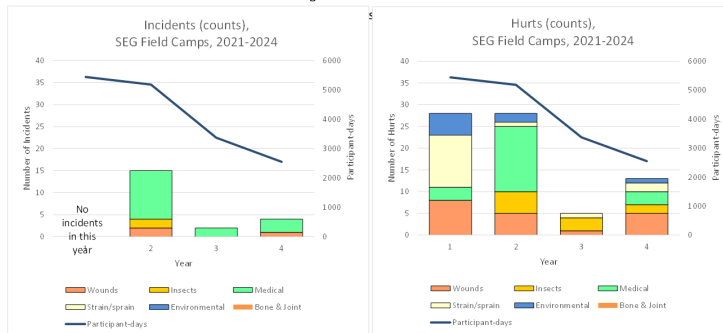 Incidents (counts),
SEG Field Camps, 2021-2024
40
35
30
25
20
15
10
5
0
Number of Incidents
6000
5000
4000
3000
2000
1000
0
Participant-days
No
incidents
in this
year
1
2
3
4
Year
Wounds
Insects
Medical
Strain/sprain
Environmental
Bone & Joint
Participant-days
s
Hurts (counts),
SEG Field Camps, 2021-2024
40
35
30
25
20
15
10
5
0
Number of Hurts
6000
5000
4000
3000
2000
1000
0
Participant-days
1
2
3
4
Year
Wounds
Insects
Medical
Strain/sprain
Environmental
Bone & Joint
Participant-days